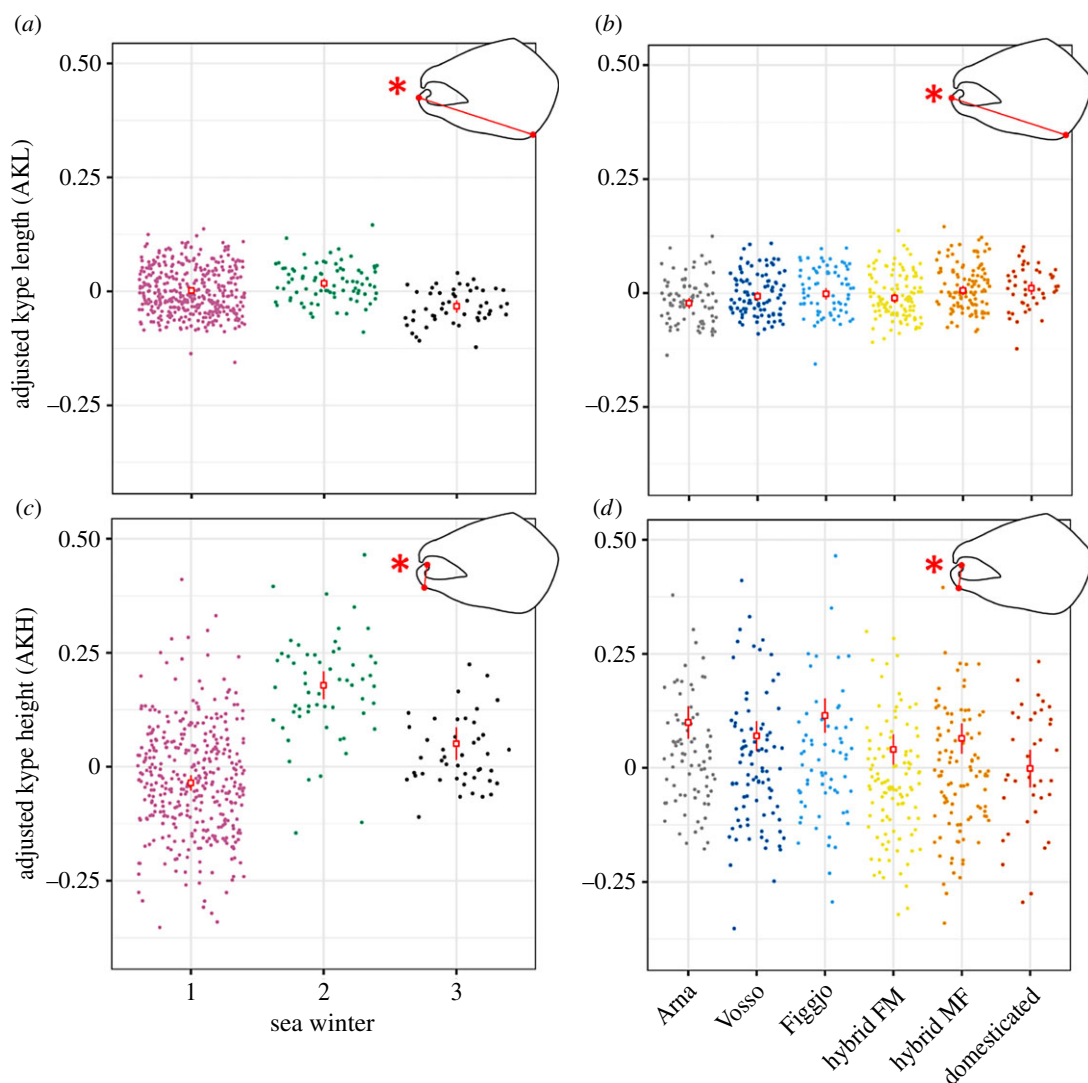 (a)
(b)
adjusted kype length (AKL)
0.50
0.25
0
–0.25
0.50
0.25
0
–0.25
(c)
(d)
adjusted kype height (AKH)
0.50
0.25
0
–0.25
0.50
0.25
0
–0.25
1
2
3
sea winter
Arna
Vosso
Figgjo
hybrid FM
hybrid MF
domesticated